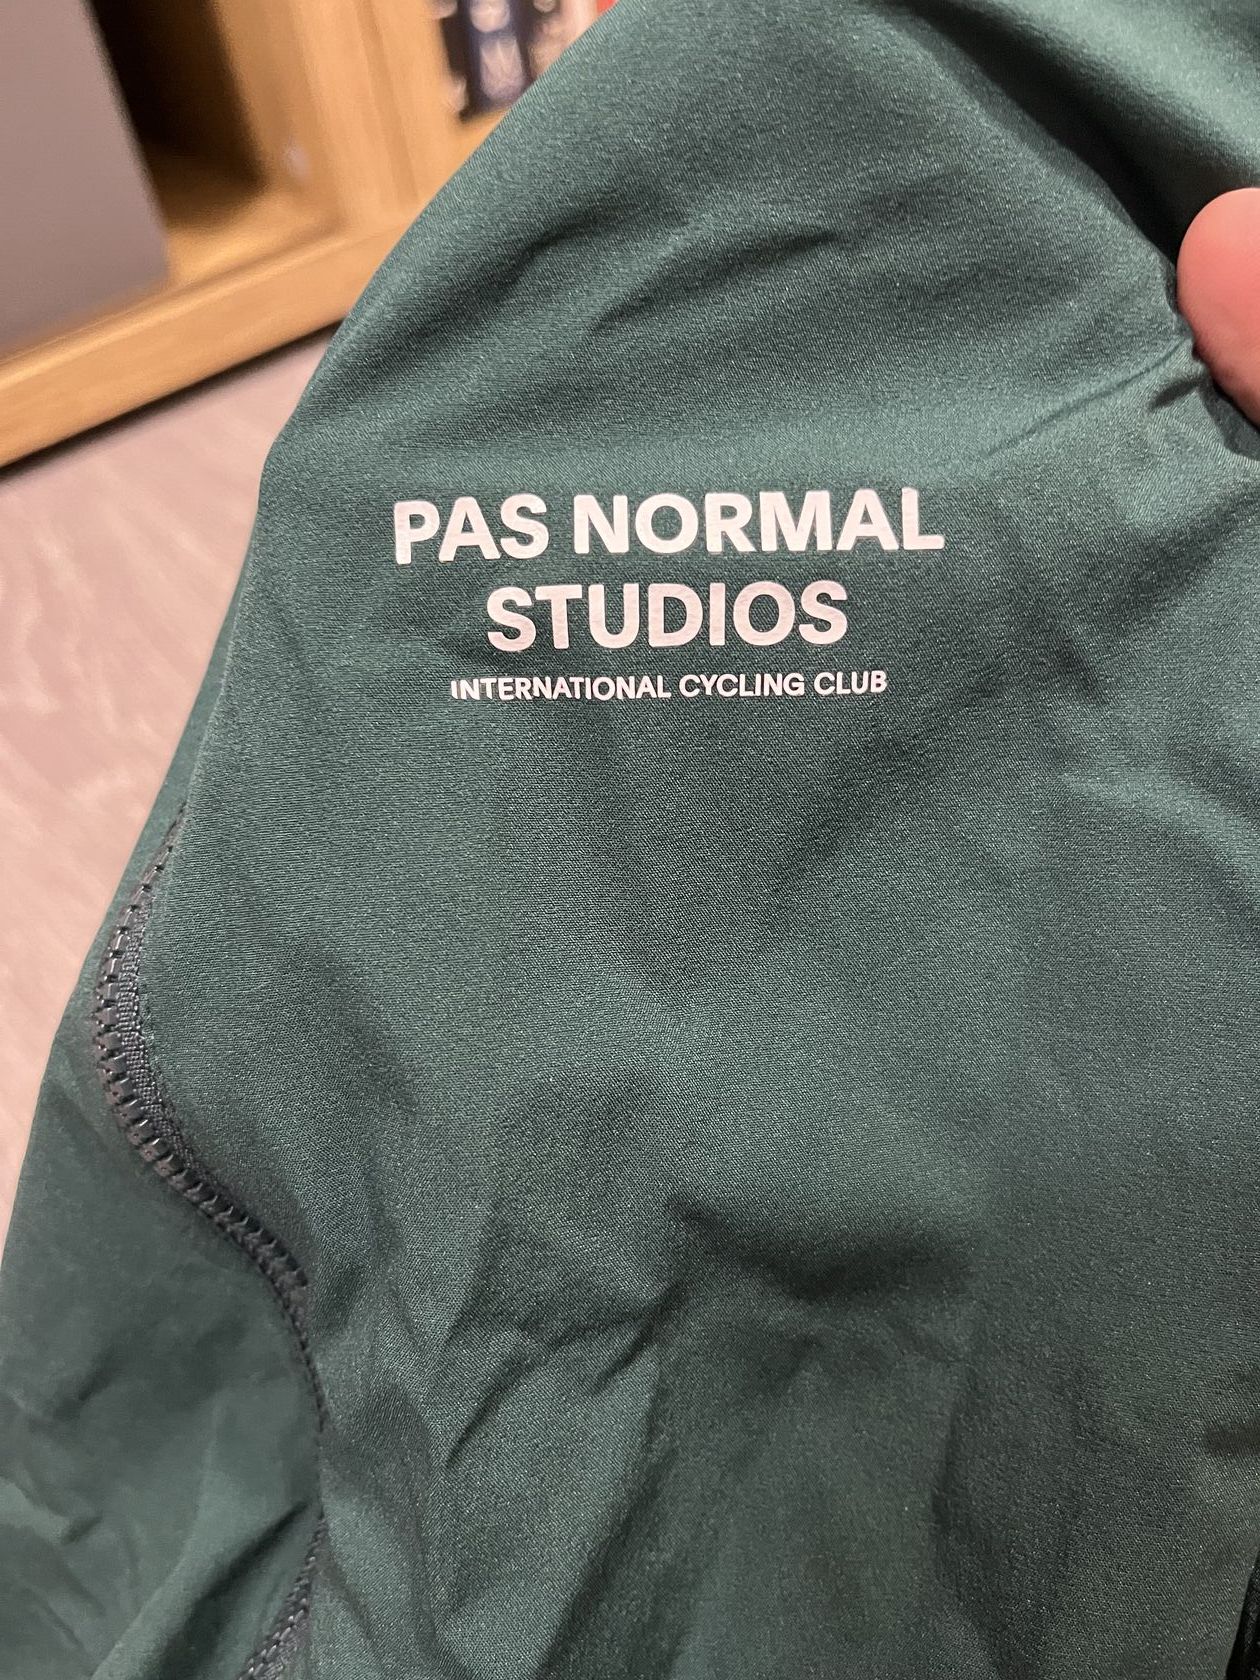 PAS NORMAL
STUDIOS
INTERNATIONAL CYCLING CLUB